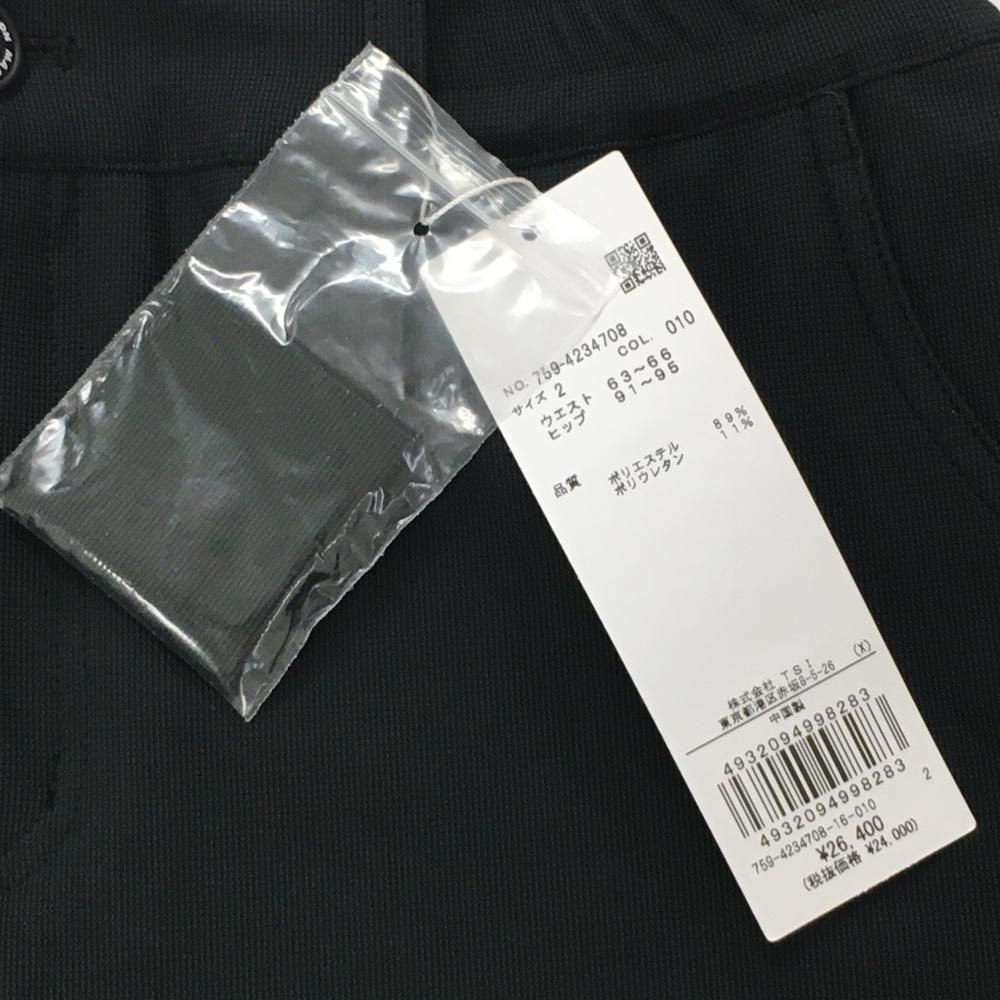 NO. 759-4234708
COL. 010
サイズ 2
ウエスト 63~66
ヒップ 91~95
品質 ポリエステル 89%
ポリウレタン 11%
株式会社 TSI
東京都港区赤坂8-5-26 (X)
中国製
4932094998283
4932094998283
759-4234708-16-010 2
¥26,400
(税抜価格 ¥24,000)